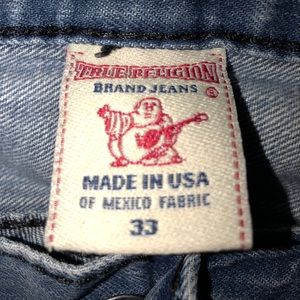 TRUE RELIGION
BRAND JEANS ®
MADE IN USA
OF MEXICO FABRIC
33